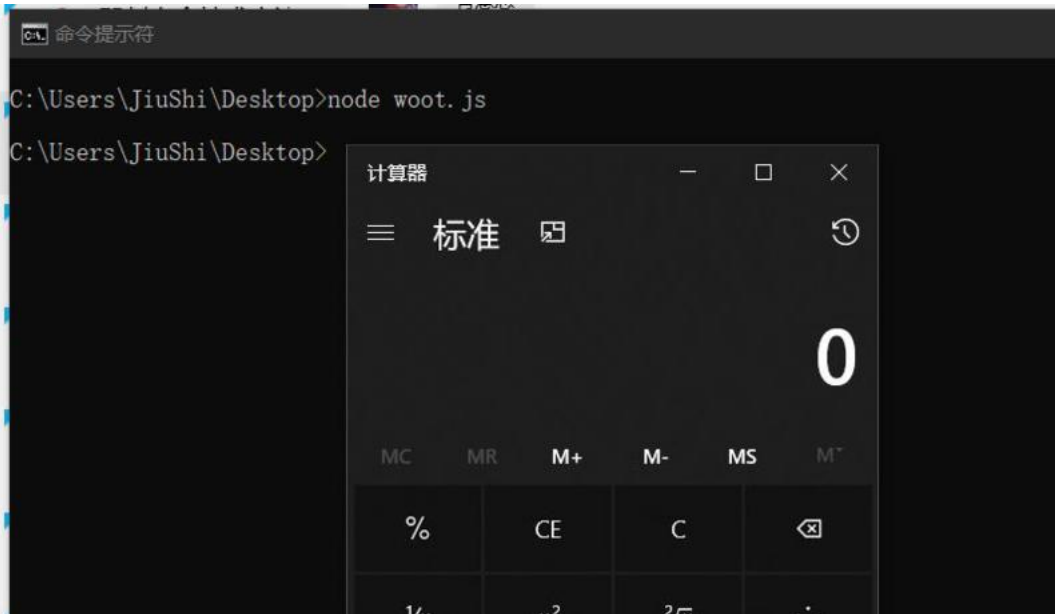 命令提示符
C:\Users\JiuShi\Desktop>node woot.js
C:\Users\JiuShi\Desktop>
计算器
标准
0
MC MR M+ M- MS M˅
% CE C